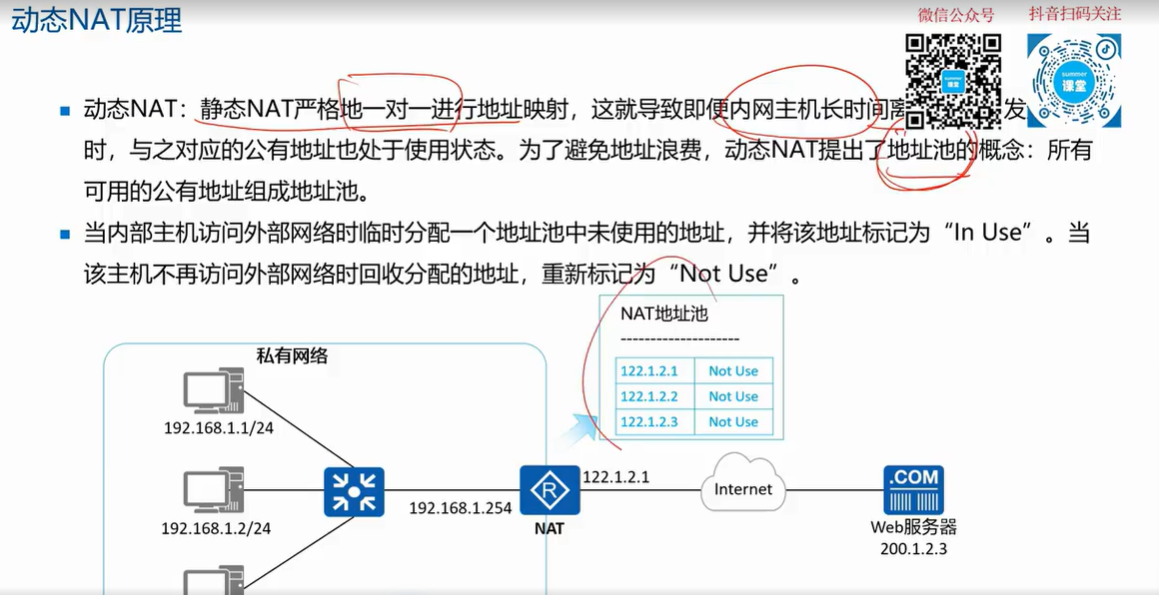 动态NAT原理
微信公众号
抖音扫码关注
summer
课堂
summer
课堂
动态NAT：静态NAT严格地一对一进行地址映射，这就导致即便内网主机长时间离 发
时，与之对应的公有地址也处于使用状态。为了避免地址浪费，动态NAT提出了地址池的概念：所有
可用的公有地址组成地址池。
当内部主机访问外部网络时临时分配一个地址池中未使用的地址，并将该地址标记为“In Use”。当
该主机不再访问外部网络时回收分配的地址，重新标记为“Not Use”。
NAT地址池
--------------------
122.1.2.1 Not Use
122.1.2.2 Not Use
122.1.2.3 Not Use
私有网络
192.168.1.1/24
192.168.1.2/24
192.168.1.254
R
NAT
122.1.2.1
Internet
.COM
Web服务器
200.1.2.3